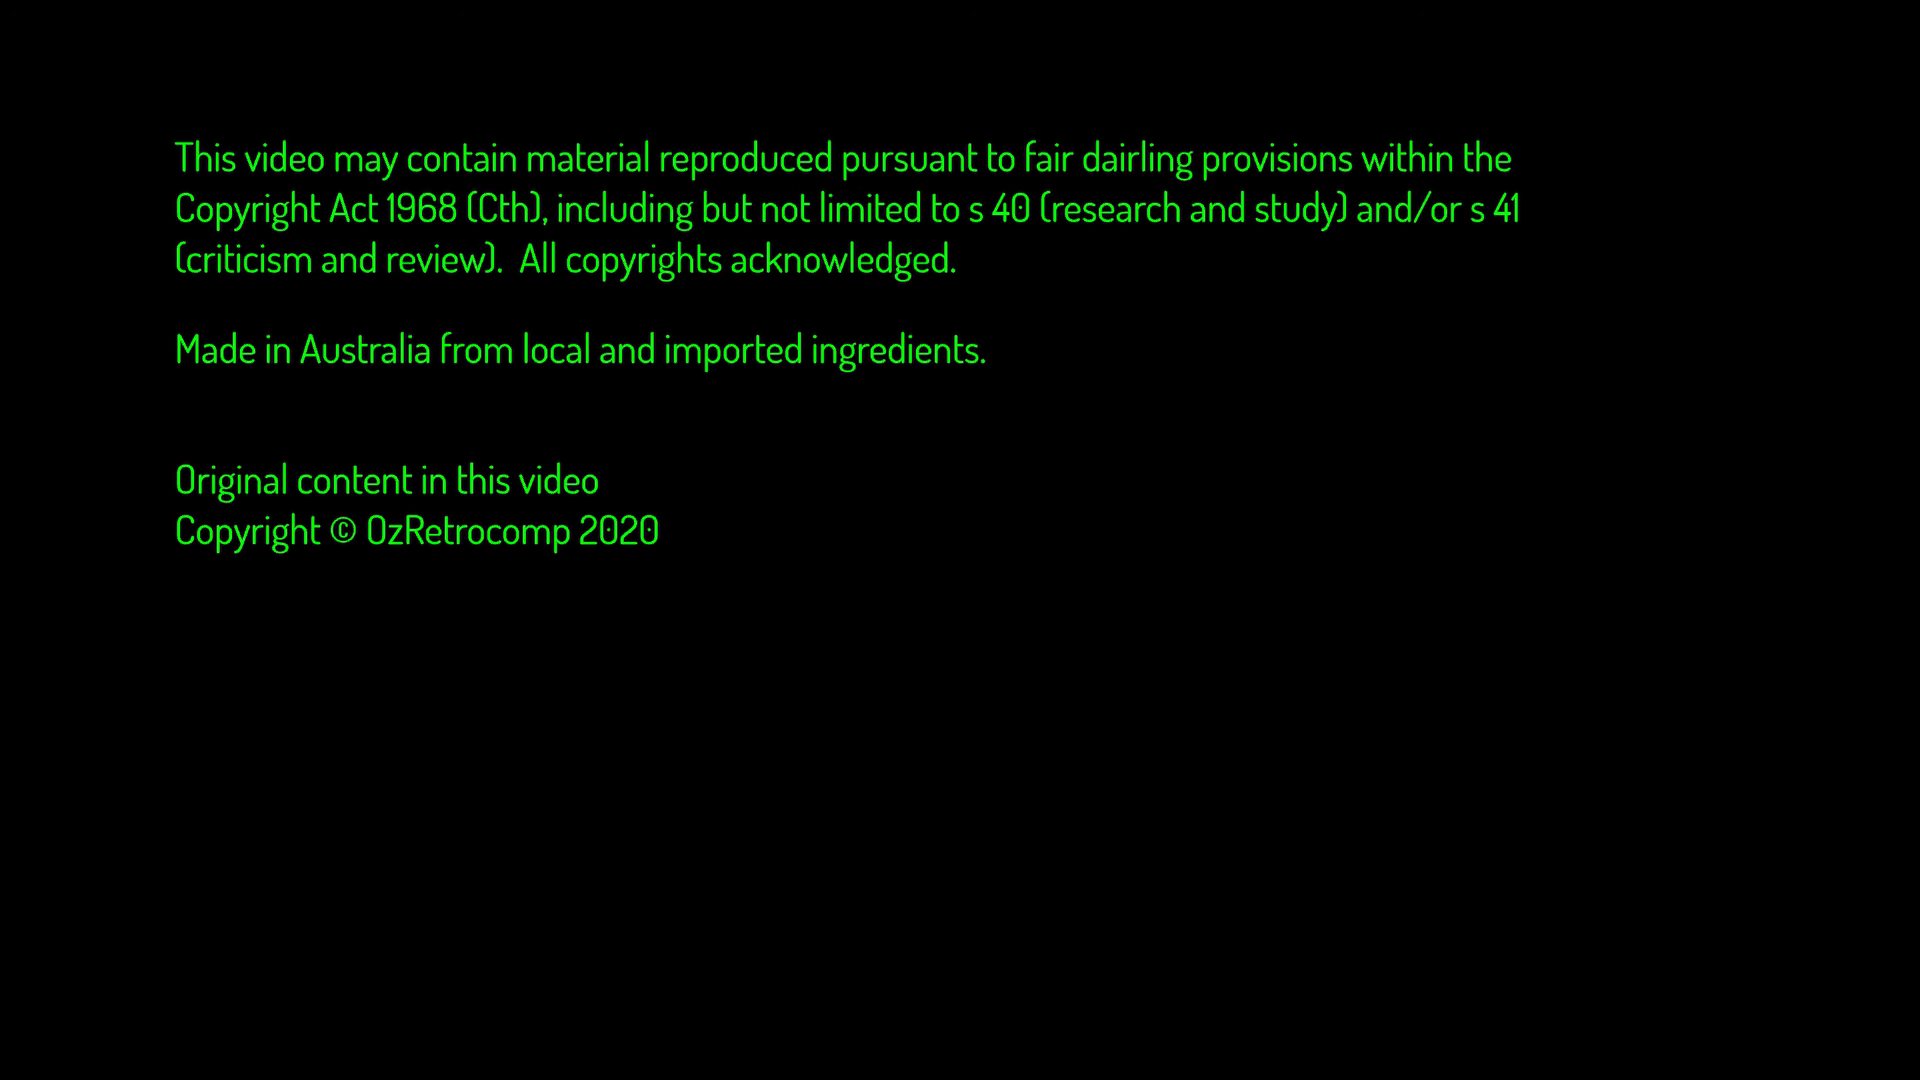 This video may contain material reproduced pursuant to fair dairling provisions within the
Copyright Act 1968 (Cth), including but not limited to s 40 (research and study) and/or s 41
(criticism and review).  All copyrights acknowledged.
Made in Australia from local and imported ingredients.
Original content in this video
Copyright © OzRetrocomp 2020